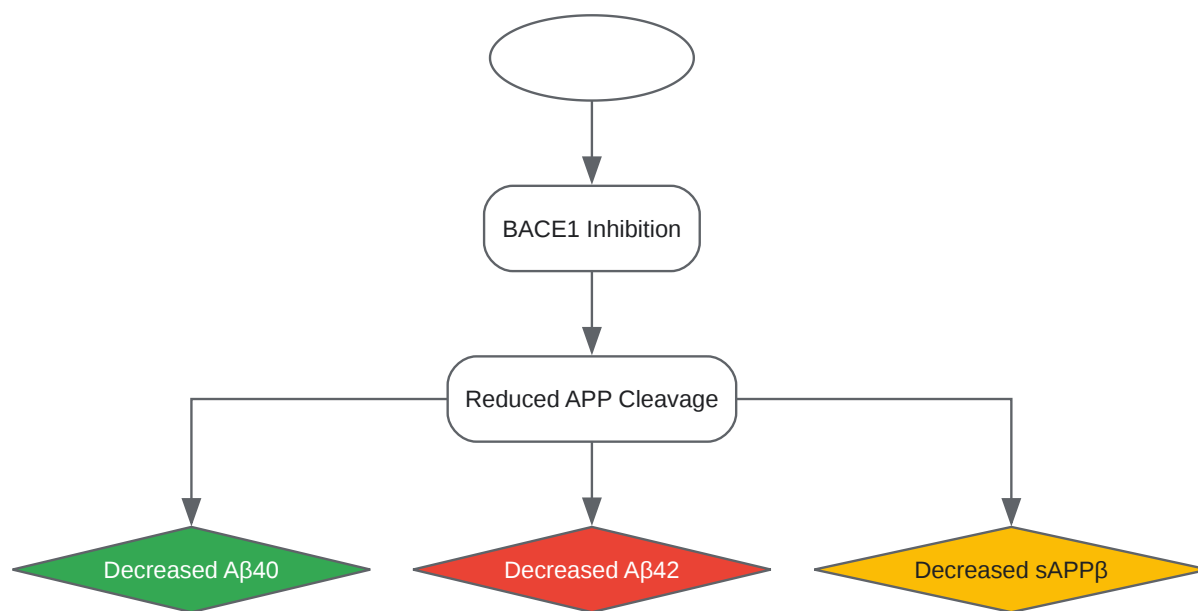 BACE1 Inhibition
Reduced APP Cleavage
Decreased Aβ40
Decreased Aβ42
Decreased sAPPβ